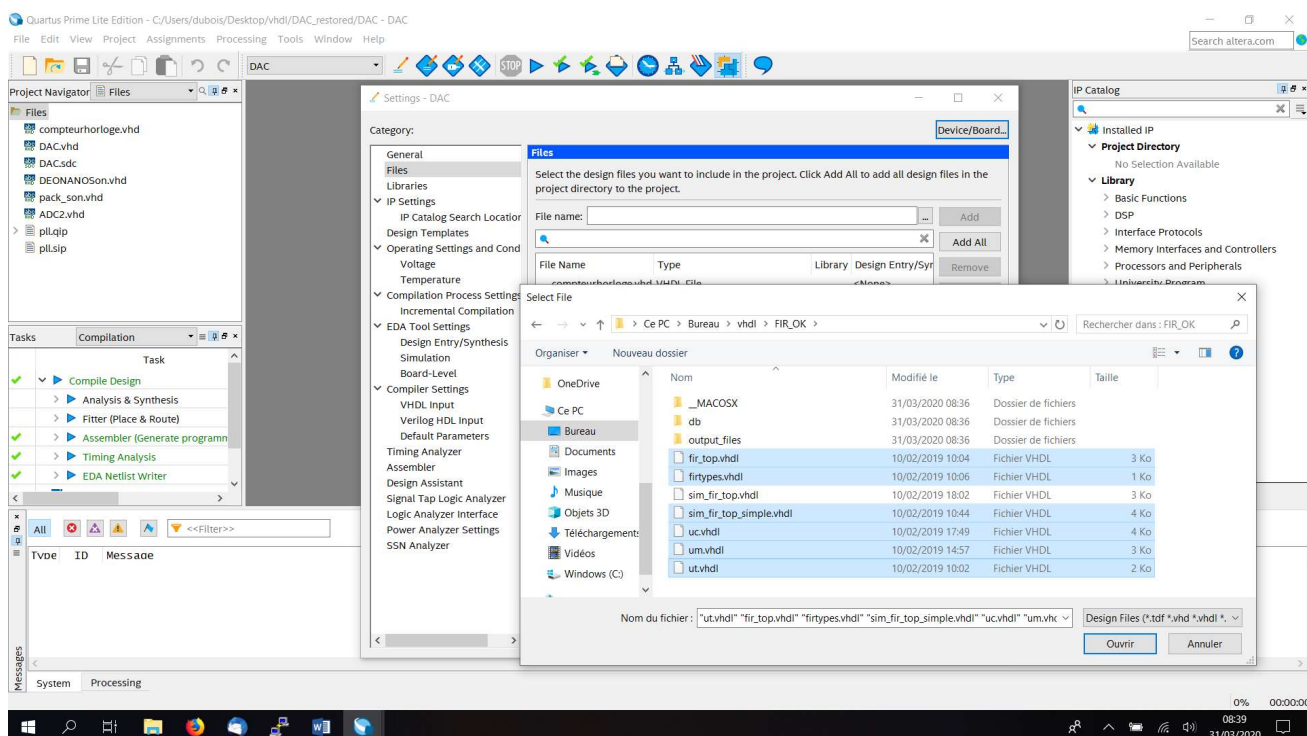 Quartus Prime Lite Edition - C:/Users/dubois/Desktop/vhdl/DAC_restored/DAC - DAC
File Edit View Project Assignments Processing Tools Window Help
Search altera.com
DAC
STOP
Project Navigator Files
Files
compteurhorloge.vhd
DAC.vhd
DAC.sdc
DEONANOSon.vhd
pack_son.vhd
ADC2.vhd
pll.qip
pll.sip
Tasks Compilation
Task
Compile Design
Analysis & Synthesis
Fitter (Place & Route)
Assembler (Generate programn
Timing Analysis
EDA Netlist Writer
All <<Filter>>
Type ID Message
Messages
System Processing
Settings - DAC
Category:
Device/Board...
General
Files
Libraries
IP Settings
IP Catalog Search Location
Design Templates
Operating Settings and Cond
Voltage
Temperature
Compilation Process Settings
Incremental Compilation
EDA Tool Settings
Design Entry/Synthesis
Simulation
Board-Level
Compiler Settings
VHDL Input
Verilog HDL Input
Default Parameters
Timing Analyzer
Assembler
Design Assistant
Signal Tap Logic Analyzer
Logic Analyzer Interface
Power Analyzer Settings
SSN Analyzer
Files
Select the design files you want to include in the project. Click Add All to add all design files in the
project directory to the project.
File name: ... Add
Add All
File Name Type Library Design Entry/Syr Remove
compteurhorloge.vhd VHDL File <None>
IP Catalog
Installed IP
Project Directory
No Selection Available
Library
Basic Functions
DSP
Interface Protocols
Memory Interfaces and Controllers
Processors and Peripherals
University Program
Select File
Ce PC > Bureau > vhdl > FIR_OK >
Rechercher dans : FIR_OK
Organiser Nouveau dossier
OneDrive
Ce PC
Bureau
Documents
Images
Musique
Objets 3D
Téléchargements
Vidéos
Windows (C:)
Nom Modifié le Type Taille
__MACOSX 31/03/2020 08:36 Dossier de fichiers
db 31/03/2020 08:36 Dossier de fichiers
output_files 31/03/2020 08:36 Dossier de fichiers
fir_top.vhdl 10/02/2019 10:04 Fichier VHDL 3 Ko
firtypes.vhdl 10/02/2019 10:06 Fichier VHDL 1 Ko
sim_fir_top.vhdl 10/02/2019 18:02 Fichier VHDL 3 Ko
sim_fir_top_simple.vhdl 10/02/2019 10:44 Fichier VHDL 4 Ko
uc.vhdl 10/02/2019 17:49 Fichier VHDL 4 Ko
um.vhdl 10/02/2019 14:57 Fichier VHDL 3 Ko
ut.vhdl 10/02/2019 10:02 Fichier VHDL 2 Ko
Nom du fichier : "ut.vhdl" "fir_top.vhdl" "firtypes.vhdl" "sim_fir_top_simple.vhdl" "uc.vhdl" "um.vhc
Design Files (*.tdf *.vhd *.vhdl *.
Ouvrir Annuler
0% 00:00:00
08:39
31/03/2020